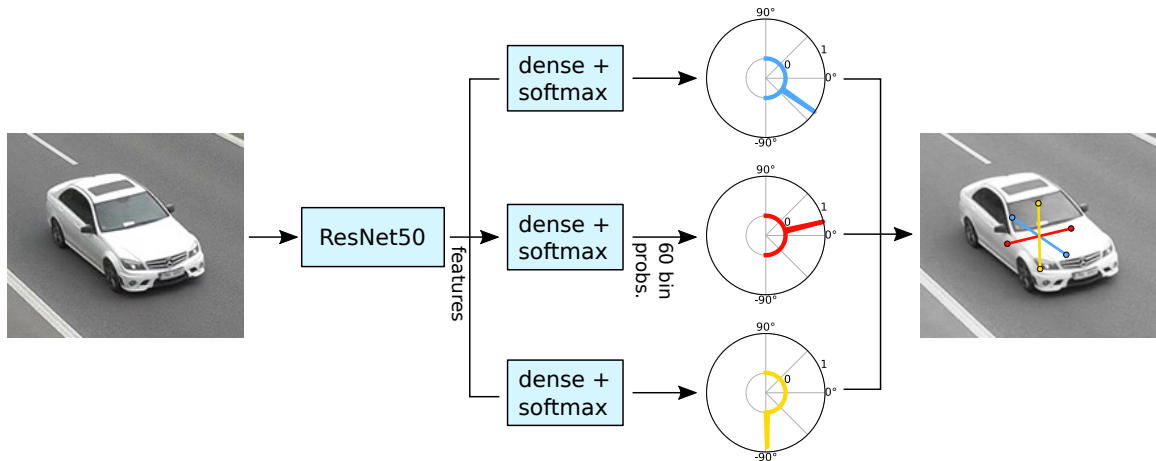 ResNet50
features
dense +
softmax
90°
1
0
0°
-90°
dense +
softmax
60 bin
probs.
90°
1
0
0°
-90°
dense +
softmax
90°
1
0
0°
-90°